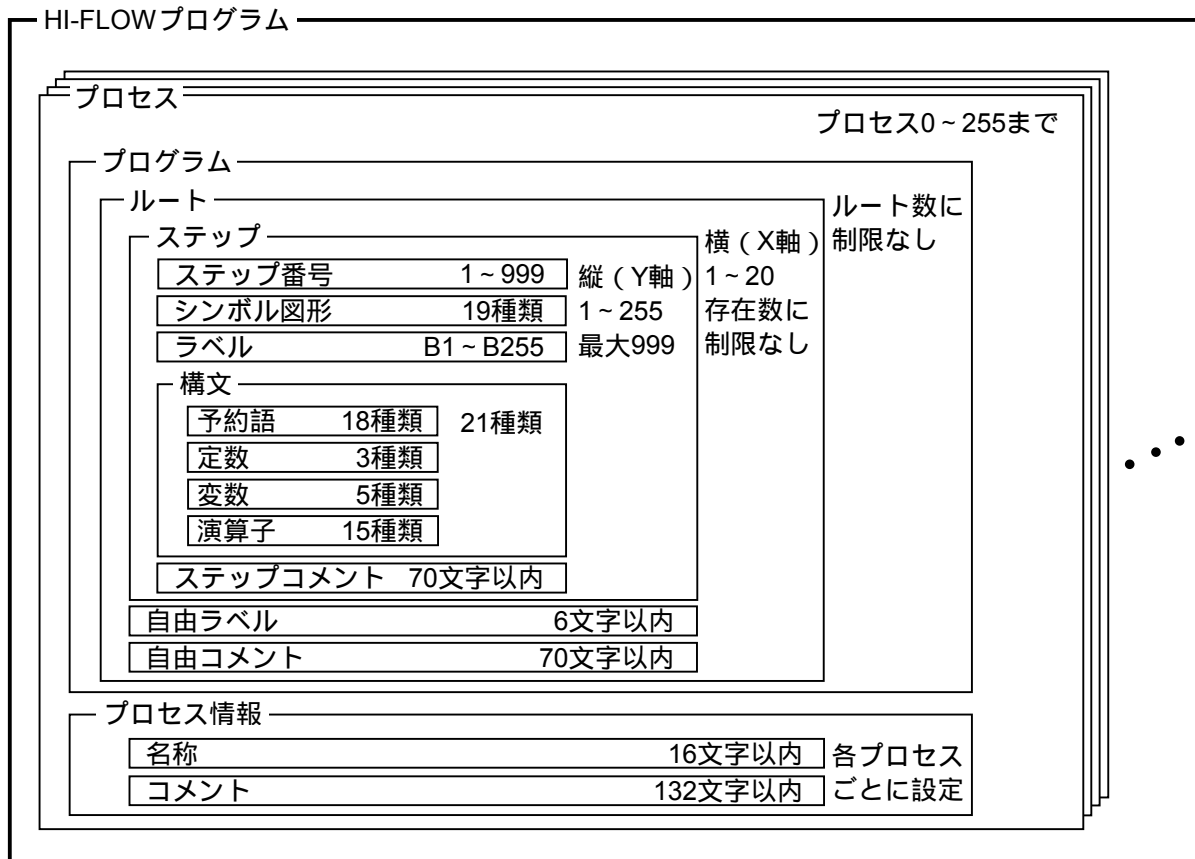 HI-FLOWプログラム
プロセス
プロセス0~255まで
プログラム
ルート
ルート数に
制限なし
ステップ
横(X軸)
1~20
存在数に
制限なし
ステップ番号 1~999
縦(Y軸)
シンボル図形 19種類
1~255
ラベル B1~B255
最大999
構文
予約語 18種類
21種類
定数 3種類
変数 5種類
演算子 15種類
ステップコメント 70文字以内
自由ラベル 6文字以内
自由コメント 70文字以内
プロセス情報
名称 16文字以内
コメント 132文字以内
各プロセス
ごとに設定